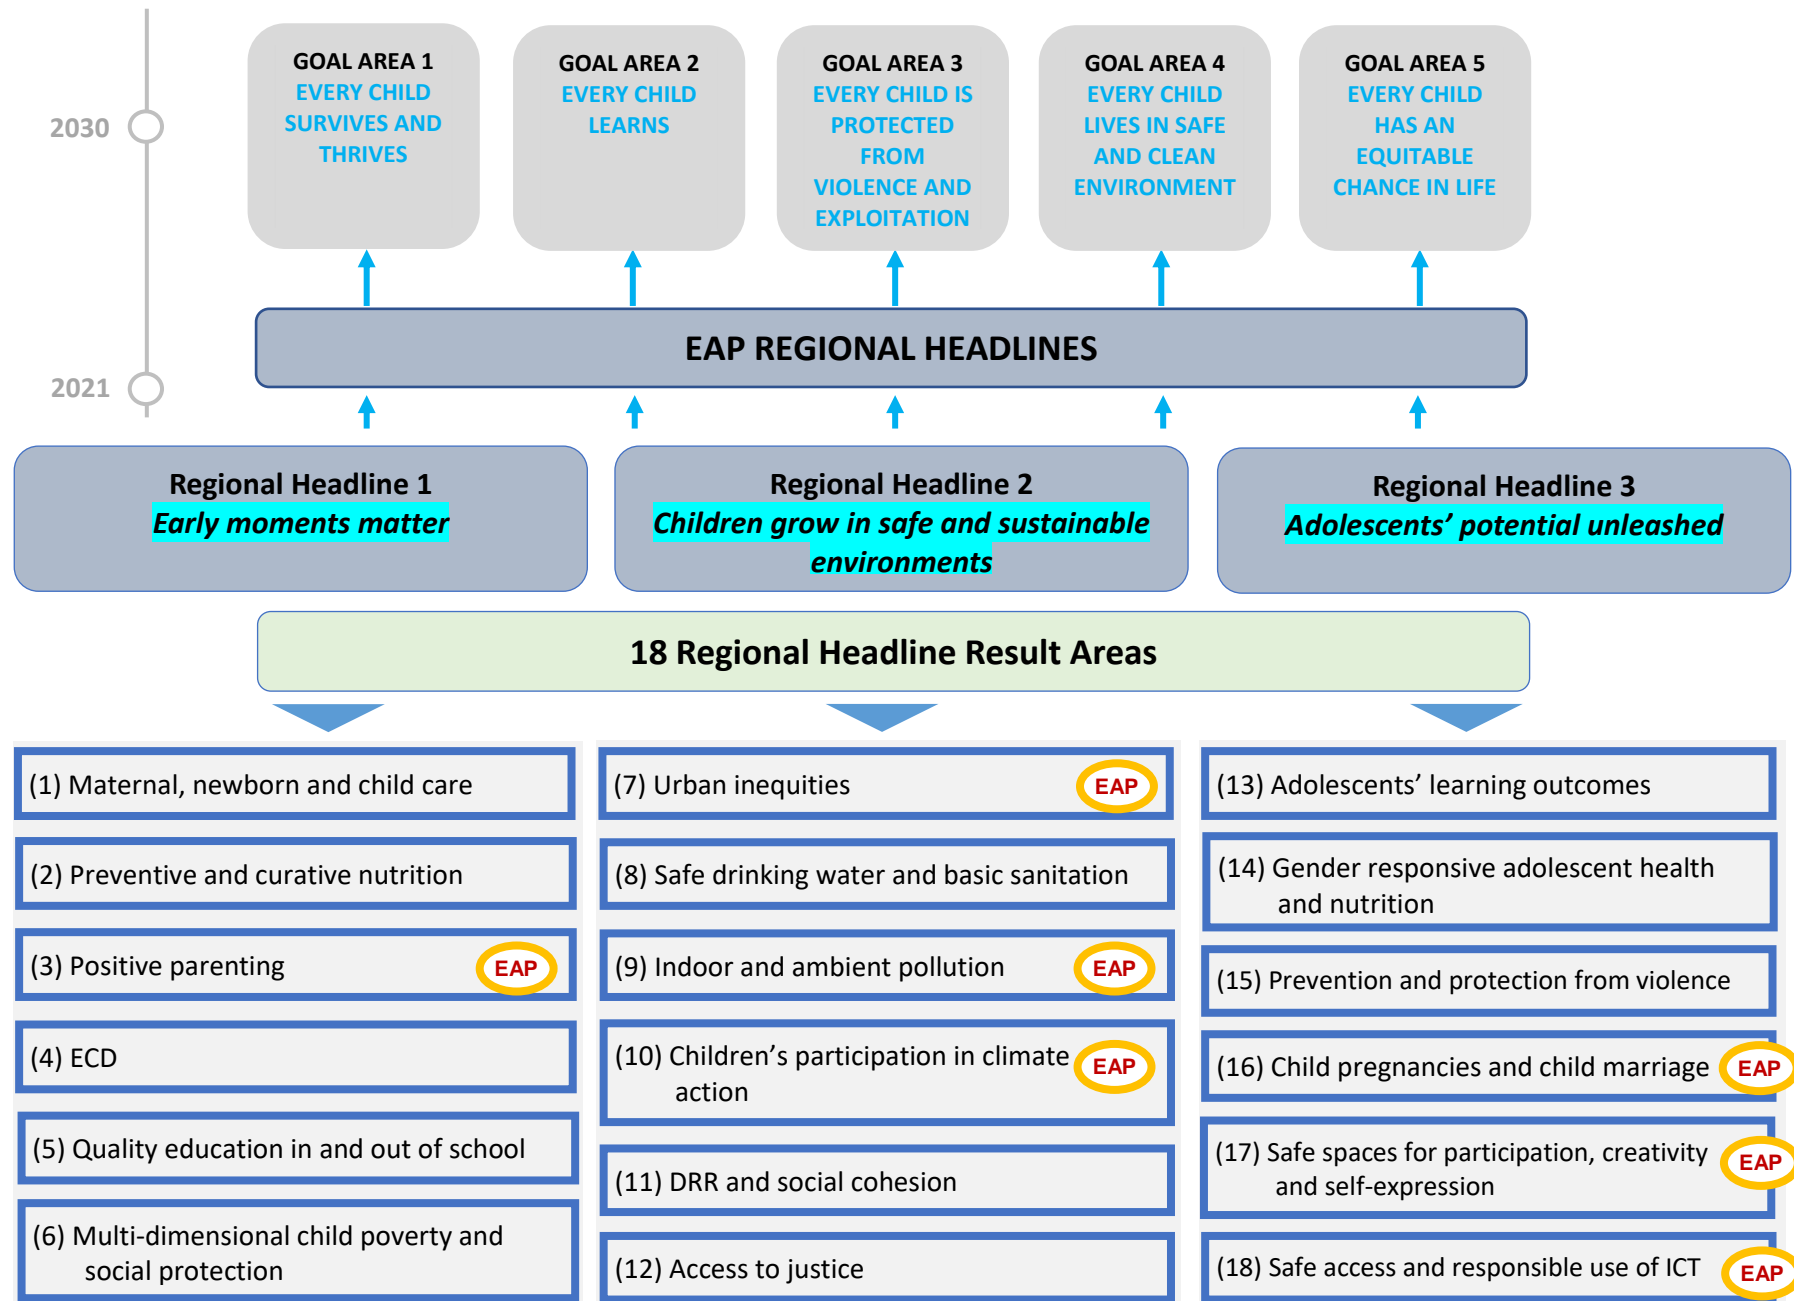 2030
2021
GOAL AREA 1
EVERY CHILD
SURVIVES AND
THRIVES
GOAL AREA 2
EVERY CHILD
LEARNS
GOAL AREA 3
EVERY CHILD IS
PROTECTED
FROM
VIOLENCE AND
EXPLOITATION
GOAL AREA 4
EVERY CHILD
LIVES IN SAFE
AND CLEAN
ENVIRONMENT
GOAL AREA 5
EVERY CHILD
HAS AN
EQUITABLE
CHANCE IN LIFE
EAP REGIONAL HEADLINES
Regional Headline 1
Early moments matter
Regional Headline 2
Children grow in safe and sustainable
environments
Regional Headline 3
Adolescents’ potential unleashed
18 Regional Headline Result Areas
(1) Maternal, newborn and child care
(2) Preventive and curative nutrition
(3) Positive parenting EAP
(4) ECD
(5) Quality education in and out of school
(6) Multi-dimensional child poverty and
social protection
(7) Urban inequities EAP
(8) Safe drinking water and basic sanitation
(9) Indoor and ambient pollution EAP
(10) Children’s participation in climate EAP
action
(11) DRR and social cohesion
(12) Access to justice
(13) Adolescents’ learning outcomes
(14) Gender responsive adolescent health
and nutrition
(15) Prevention and protection from violence
(16) Child pregnancies and child marriage EAP
(17) Safe spaces for participation, creativity EAP
and self-expression
(18) Safe access and responsible use of ICT EAP